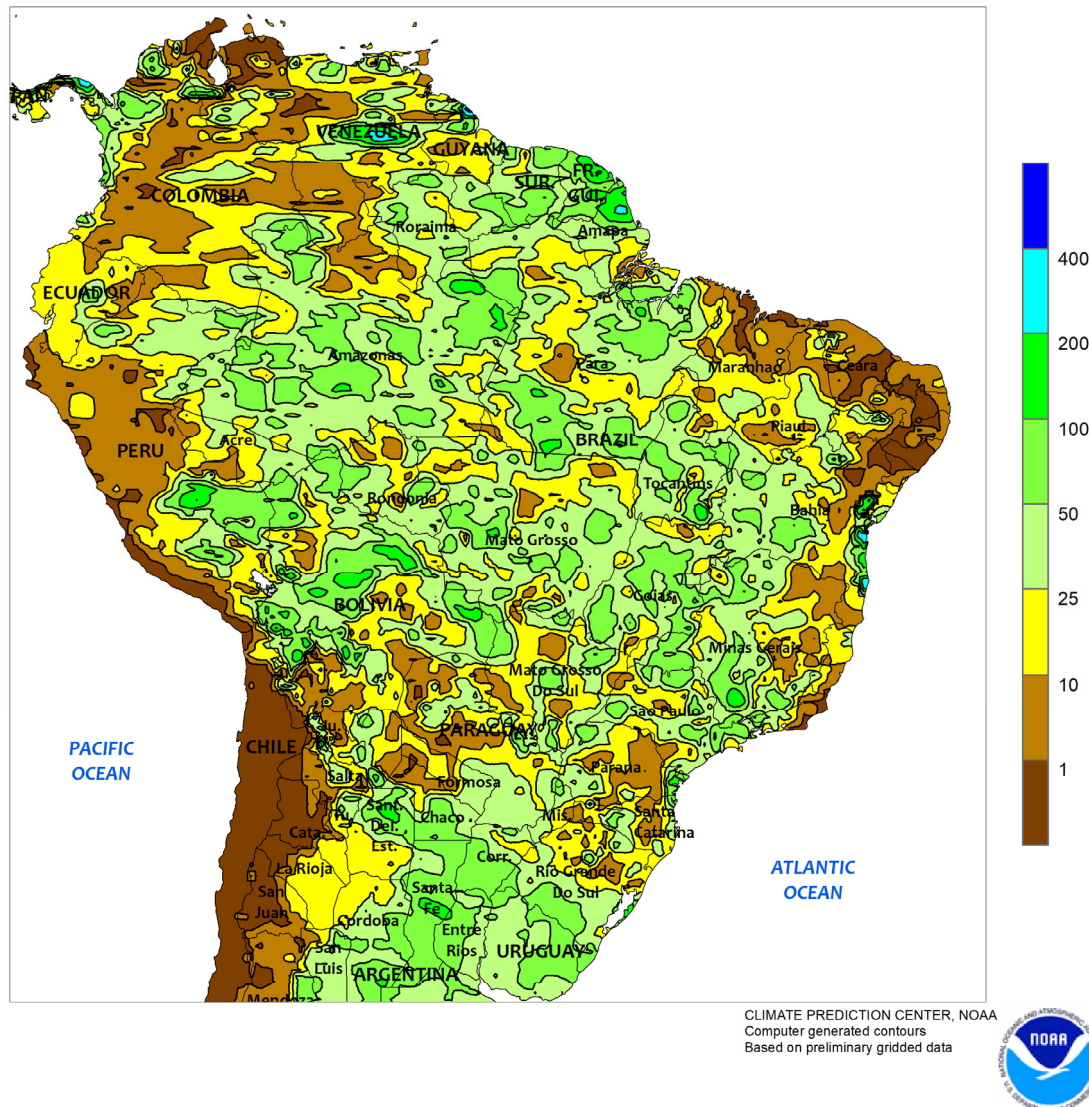 PAN.
VENEZUELA
GUYANA
COLOMBIA
SUR.
FR.
GUI.
Roraima
Amapa
ECUADOR
Amazonas
Para
Maranhao
Ceara
PERU
Acre
BRAZIL
Piaui
Rondonia
Tocantins
Bahia
Mato Grosso
BOLIVIA
Goias
Minas Gerais
Mato Grosso
Do Sul
Sao Paulo
PARAGUAY
CHILE
Ju.
Salta
Formosa
Parana
Tu.
Sant.
Del.
Est.
Chaco
Mis.
Santa
Catarina
Cata.
Corr.
La Rioja
Rio Grande
Do Sul
San
Juan
Santa
Fe
Cordoba
Entre
Rios
URUGUAY
San
Luis
ARGENTINA
Mendoza
PACIFIC
OCEAN
ATLANTIC
OCEAN
400
200
100
50
25
10
1
CLIMATE PREDICTION CENTER, NOAA
Computer generated contours
Based on preliminary gridded data
NOAA